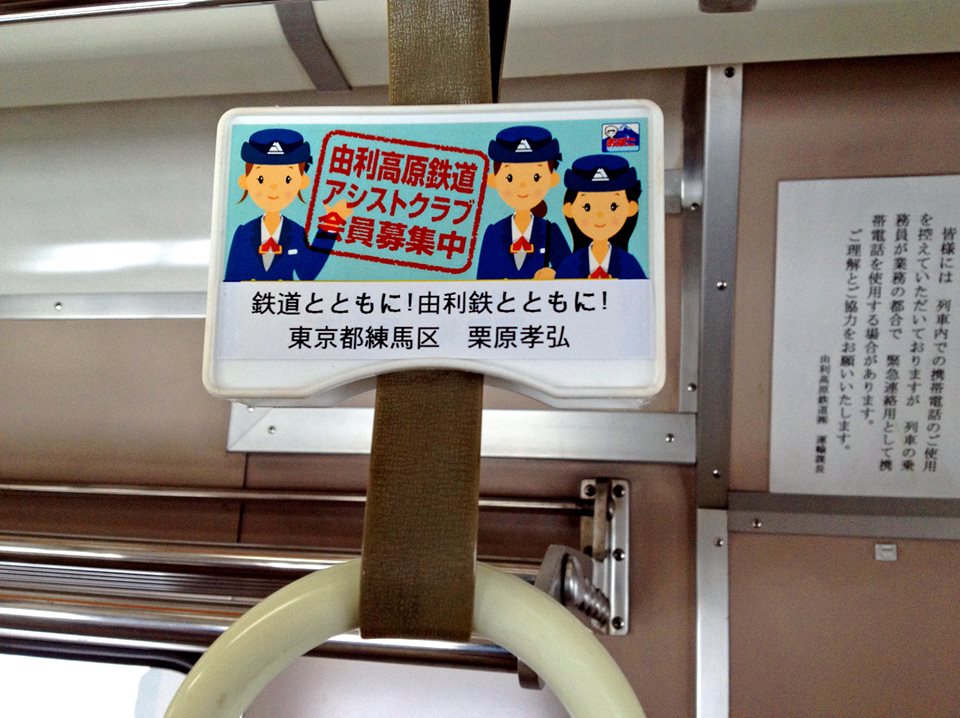 由利高原鉄道
アシストクラブ
会員募集中
おばこ
鉄道とともに!由利鉄とともに!
東京都練馬区 栗原孝弘
皆様には 列車内での携帯電話のご使用
を控えていただいておりますが 列車の乗
務員が業務の都合で 緊急連絡用として携
帯電話を使用する場合があります。
ご理解とご協力をお願いいたします。
由利高原鉄道㈱ 運輸課長